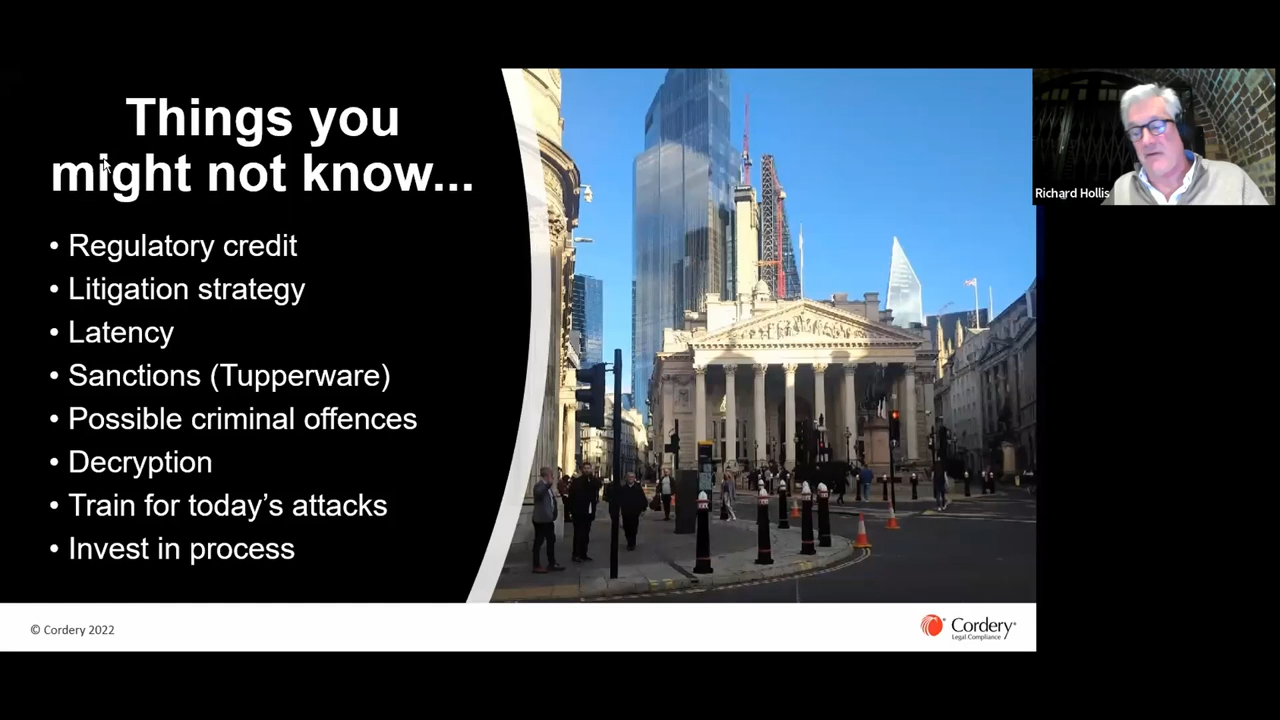 Things you
might not know...
• Regulatory credit
• Litigation strategy
• Latency
• Sanctions (Tupperware)
• Possible criminal offences
• Decryption
• Train for today’s attacks
• Invest in process
© Cordery 2022
Cordery
Legal Compliance
Richard Hollis